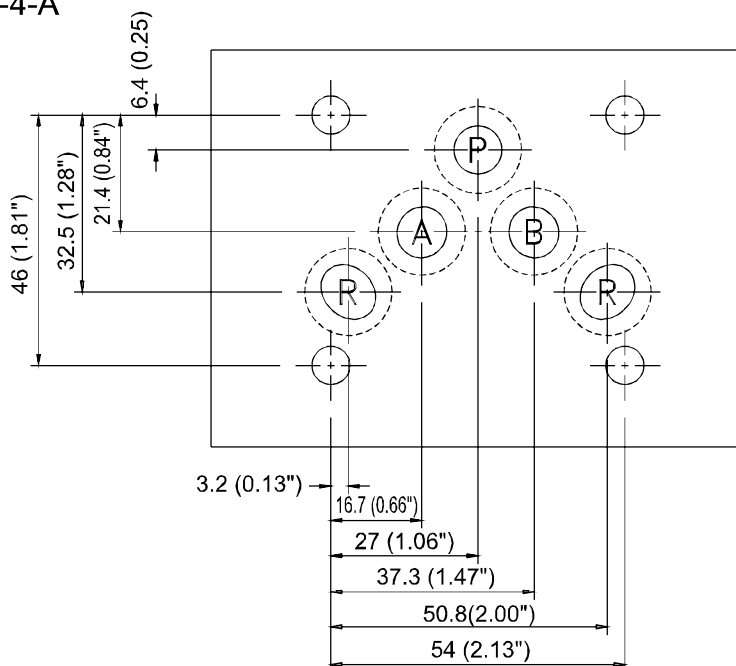 -4-A
6.4 (0.25)
21.4 (0.84")
32.5 (1.28")
46 (1.81")
P
A
B
R
R
3.2 (0.13")
16.7 (0.66")
27 (1.06")
37.3 (1.47")
50.8(2.00")
54 (2.13")